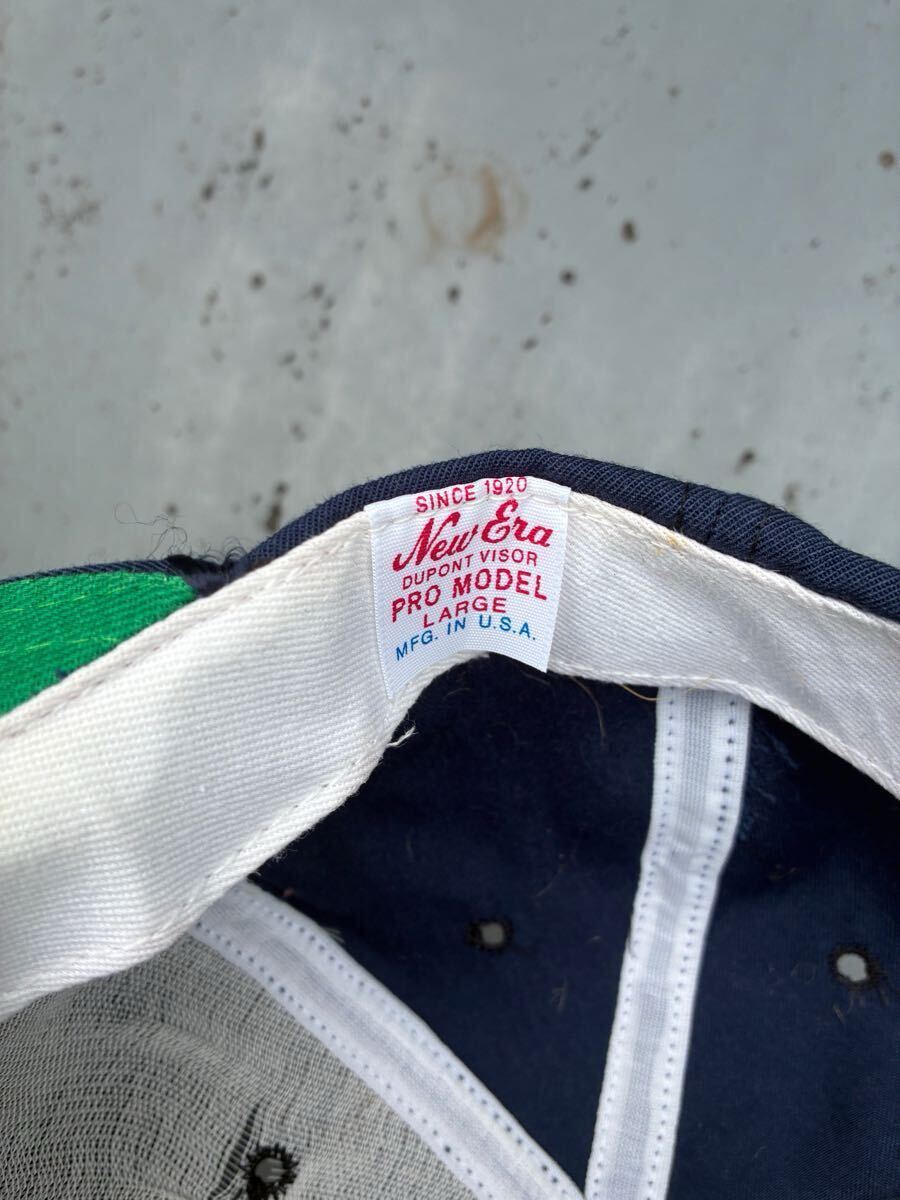 SINCE 1920
New Era
DUPONT VISOR
PRO MODEL
LARGE
MFG. IN U.S.A.